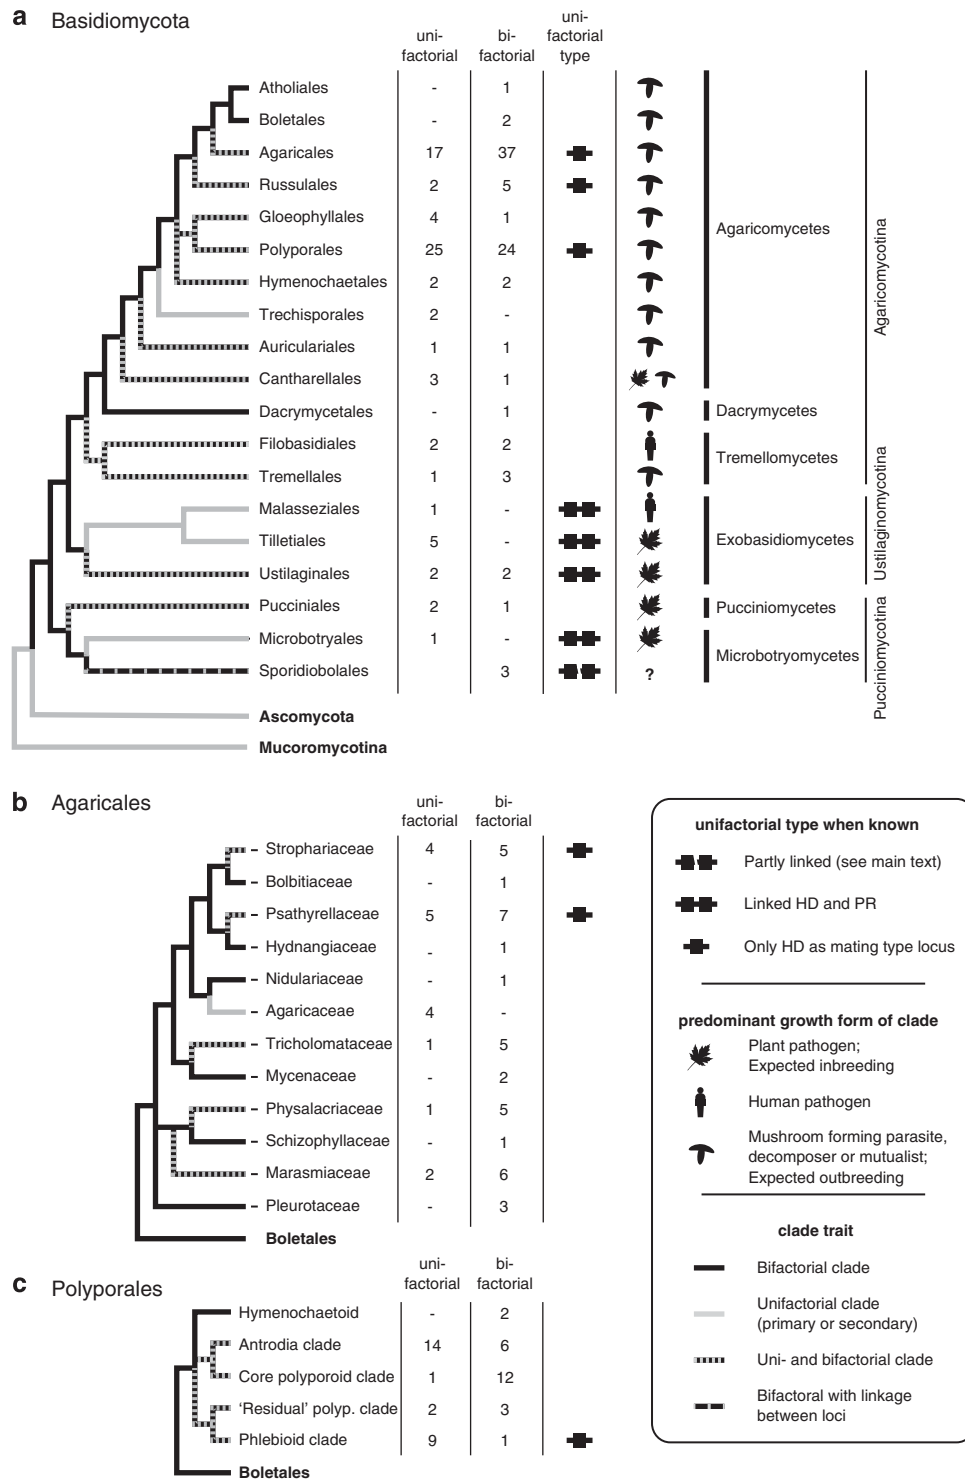 a Basidiomycota
uni-
factorial
bi-
factorial
uni-
factorial
type
Atholiales - 1
Boletales - 2
Agaricales 17 37
Russulales 2 5
Gloeophyllales 4 1
Polyporales 25 24
Hymenochaetales 2 2
Trechisporales 2 -
Auriculariales 1 1
Cantharellales 3 1
Dacrymycetales - 1
Filobasidiales 2 2
Tremellales 1 3
Malasseziales 1 -
Tilletiales 5 -
Ustilaginales 2 2
Pucciniales 2 1
Microbotryales 1 -
Sporidiobolales 3 ?
Ascomycota
Mucoromycotina
Agaricomycetes
Dacrymycetes
Tremellomycetes
Exobasidiomycetes
Pucciniomycetes
Microbotryomycetes
Agaricomycotina
Ustilaginomycotina
Pucciniomycotina
b Agaricales
uni-
factorial
bi-
factorial
Strophariaceae 4 5
Bolbitiaceae - 1
Psathyrellaceae 5 7
Hydnangiaceae - 1
Nidulariaceae - 1
Agaricaceae 4 -
Tricholomataceae 1 5
Mycenaceae - 2
Physalacriaceae 1 5
Schizophyllaceae - 1
Marasmiaceae 2 6
Pleurotaceae - 3
Boletales
c Polyporales
uni-
factorial
bi-
factorial
Hymenochaetoid - 2
Antrodia clade 14 6
Core polyporoid clade 1 12
'Residual' polyp. clade 2 3
Phlebioid clade 9 1
Boletales
unifactorial type when known
Partly linked (see main text)
Linked HD and PR
Only HD as mating type locus
predominant growth form of clade
Plant pathogen;
Expected inbreeding
Human pathogen
Mushroom forming parasite,
decomposer or mutualist;
Expected outbreeding
clade trait
Bifactorial clade
Unifactorial clade
(primary or secondary)
Uni- and bifactorial clade
Bifactoral with linkage
between loci